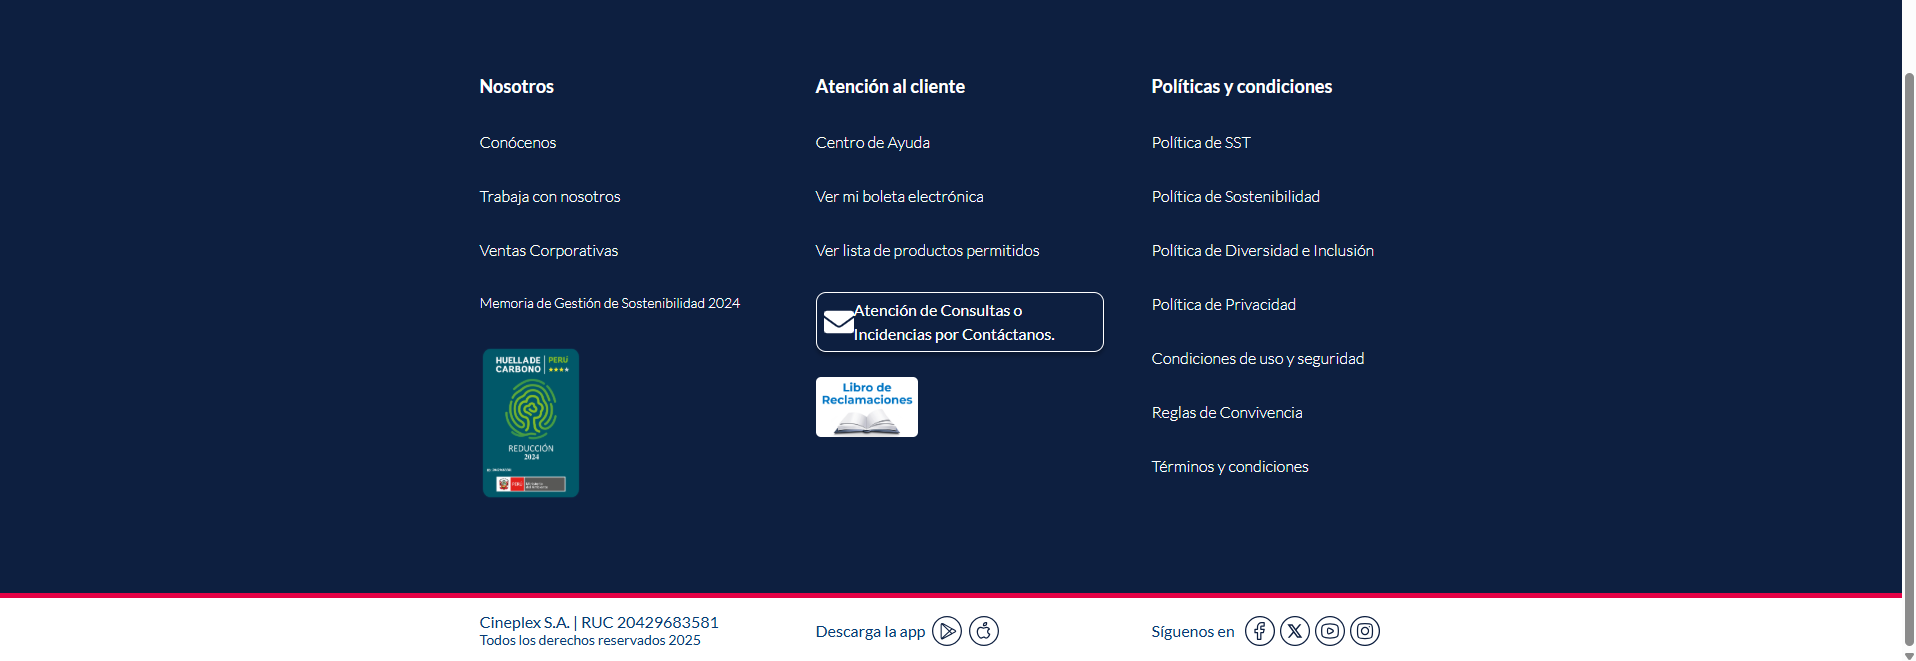 Nosotros
Conócenos
Trabaja con nosotros
Ventas Corporativas
Memoria de Gestión de Sostenibilidad 2024
HUELLA DE
CARBONO
PERÚ
REDUCCIÓN
2024
PERÚ
Atención al cliente
Centro de Ayuda
Ver mi boleta electrónica
Ver lista de productos permitidos
Atención de Consultas o
Incidencias por Contáctanos.
Libro de
Reclamaciones
Políticas y condiciones
Política de SST
Política de Sostenibilidad
Política de Diversidad e Inclusión
Política de Privacidad
Condiciones de uso y seguridad
Reglas de Convivencia
Términos y condiciones
Cineplex S.A. | RUC 20429683581
Todos los derechos reservados 2025
Descarga la app
Síguenos en